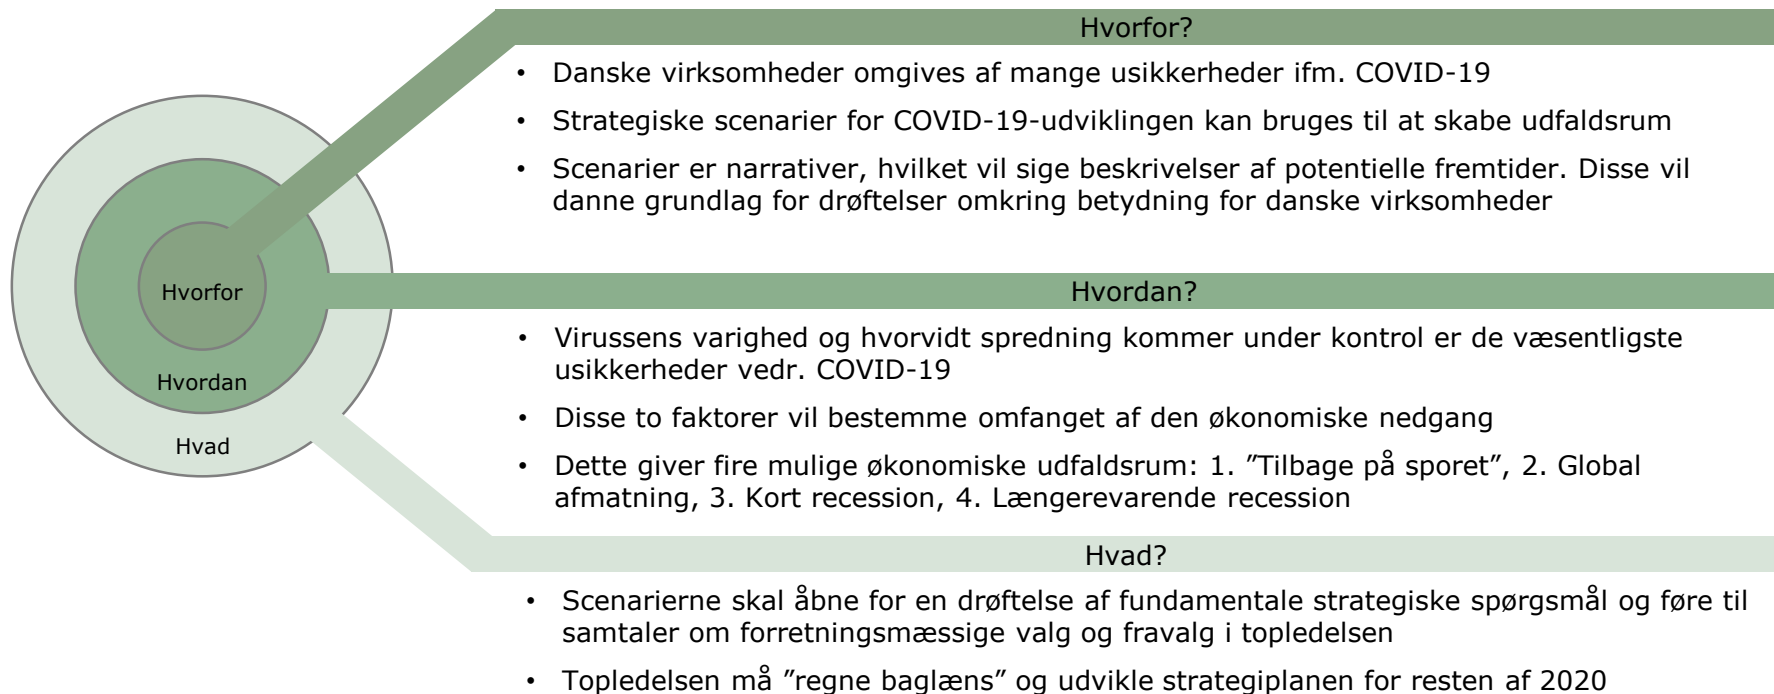 Hvorfor?
• Danske virksomheder omgives af mange usikkerheder ifm. COVID-19
• Strategiske scenarier for COVID-19-udviklingen kan bruges til at skabe udfaldsrum
• Scenarier er narrativer, hvilket vil sige beskrivelser af potentielle fremtider. Disse vil
danne grundlag for drøftelser omkring betydning for danske virksomheder
Hvorfor
Hvordan
Hvad
Hvordan?
• Virussens varighed og hvorvidt spredning kommer under kontrol er de væsentligste
usikkerheder vedr. COVID-19
• Disse to faktorer vil bestemme omfanget af den økonomiske nedgang
• Dette giver fire mulige økonomiske udfaldsrum: 1. ”Tilbage på sporet”, 2. Global
afmatning, 3. Kort recession, 4. Længerevarende recession
Hvad?
• Scenarierne skal åbne for en drøftelse af fundamentale strategiske spørgsmål og føre til
samtaler om forretningsmæssige valg og fravalg i topledelsen
• Topledelsen må ”regne baglæns” og udvikle strategiplanen for resten af 2020